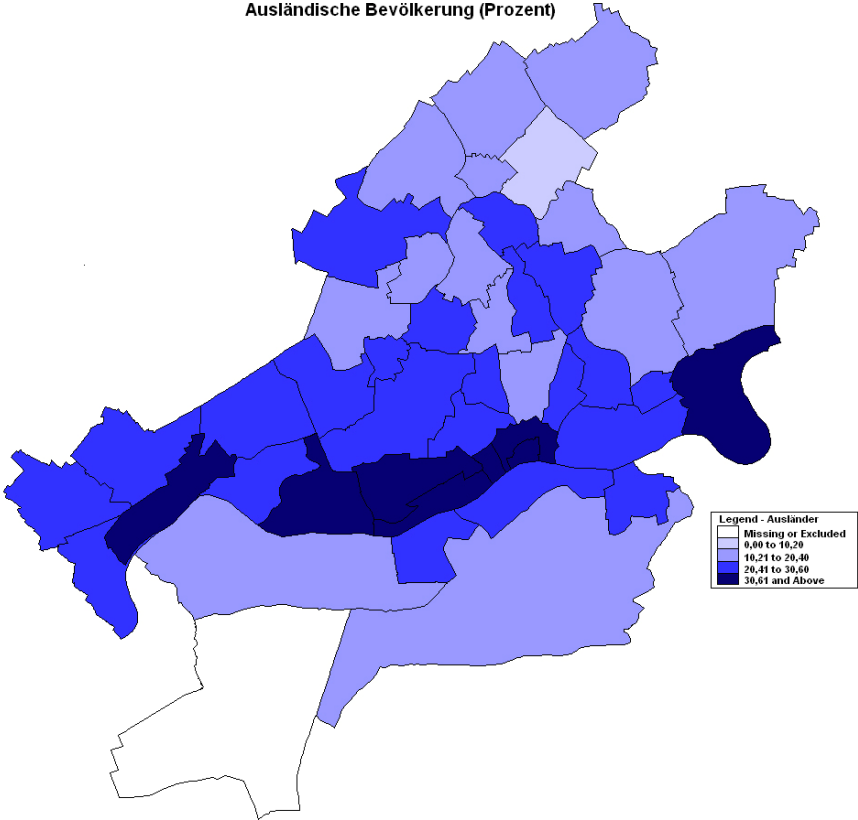 Ausländische Bevölkerung (Prozent)
Legend - Ausländer
Missing or Excluded
0,00 to 10,20
10,21 to 20,40
20,41 to 30,60
30,61 and Above